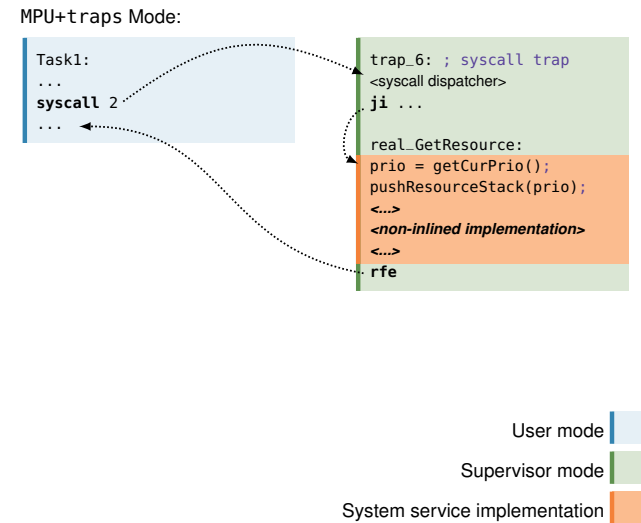 MPU+traps Mode:
Task1:
...
syscall 2
...
trap_6: ; syscall trap
<syscall dispatcher>
ji ...
real_GetResource:
prio = getCurPrio();
pushResourceStack(prio);
<...>
<non-inlined implementation>
<...>
rfe
User mode
Supervisor mode
System service implementation